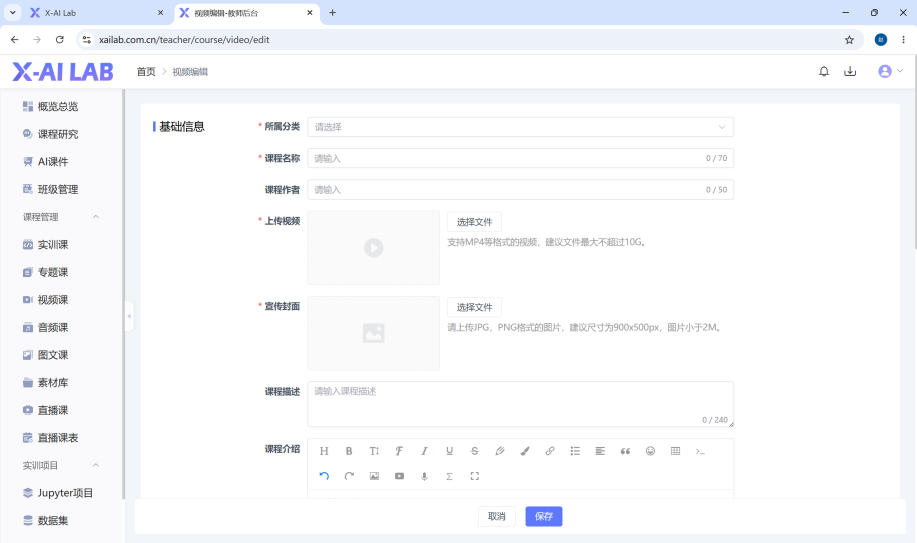 X-AI Lab
视频编辑-教师后台
xailab.com.cn/teacher/course/video/edit
X-AI LAB
首页
视频编辑
概览总览
课程研究
AI课件
班级管理
课程管理
实训课
专题课
视频课
音频课
图文课
素材库
直播课
直播课表
实训项目
Jupyter项目
数据集
基础信息
* 所属分类
请选择
* 课程名称
请输入
0 / 70
课程作者
请输入
0 / 50
* 上传视频
选择文件
支持MP4等格式的视频，建议文件最大不超过10G。
* 宣传封面
选择文件
请上传JPG，PNG格式的图片，建议尺寸为900x500px，图片小于2M。
课程描述
请输入课程描述
0 / 240
课程介绍
取消
保存